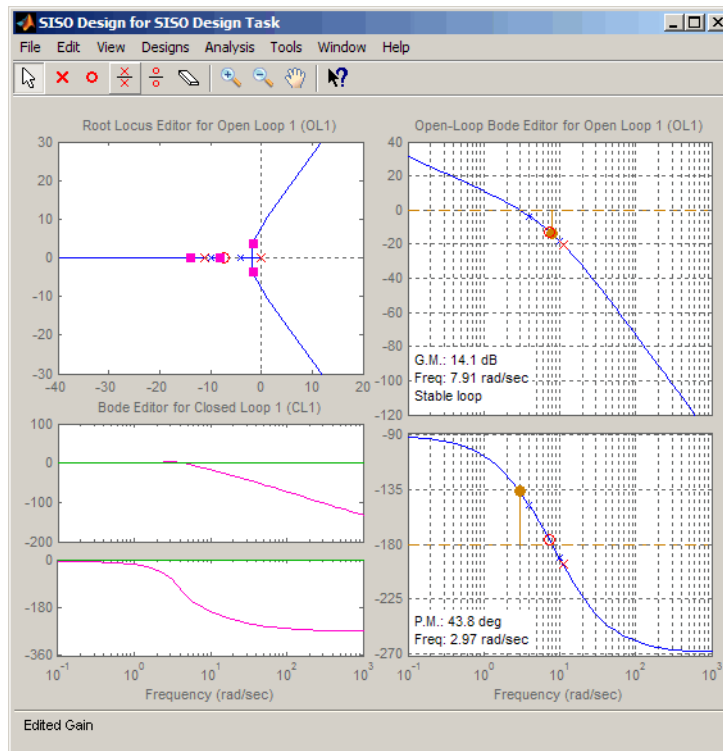 SISO Design for SISO Design Task
File Edit View Designs Analysis Tools Window Help
Root Locus Editor for Open Loop 1 (OL1)
30
20
10
0
-10
-20
-30
-40 -30 -20 -10 0 10 20
Bode Editor for Closed Loop 1 (CL1)
100
0
-100
-200
0
-180
-360
10^-1 10^0 10^1 10^2 10^3
Frequency (rad/sec)
Open-Loop Bode Editor for Open Loop 1 (OL1)
40
20
0
-20
-40
-60
-80
-100
-120
G.M.: 14.1 dB
Freq: 7.91 rad/sec
Stable loop
-90
-135
-180
-225
-270
P.M.: 43.8 deg
Freq: 2.97 rad/sec
10^-1 10^0 10^1 10^2 10^3
Frequency (rad/sec)
Edited Gain